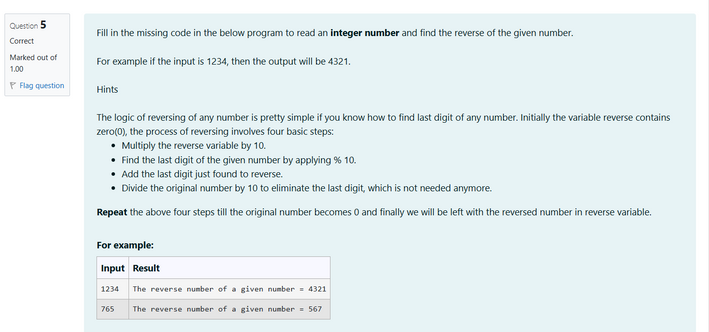 Question 5
Correct
Marked out of
1.00
Flag question
Fill in the missing code in the below program to read an integer number and find the reverse of the given number.
For example if the input is 1234, then the output will be 4321.
Hints
The logic of reversing of any number is pretty simple if you know how to find last digit of any number. Initially the variable reverse contains
zero(0), the process of reversing involves four basic steps:
• Multiply the reverse variable by 10.
• Find the last digit of the given number by applying % 10.
• Add the last digit just found to reverse.
• Divide the original number by 10 to eliminate the last digit, which is not needed anymore.
Repeat the above four steps till the original number becomes 0 and finally we will be left with the reversed number in reverse variable.
For example:
Input Result
1234 The reverse number of a given number = 4321
765 The reverse number of a given number = 567